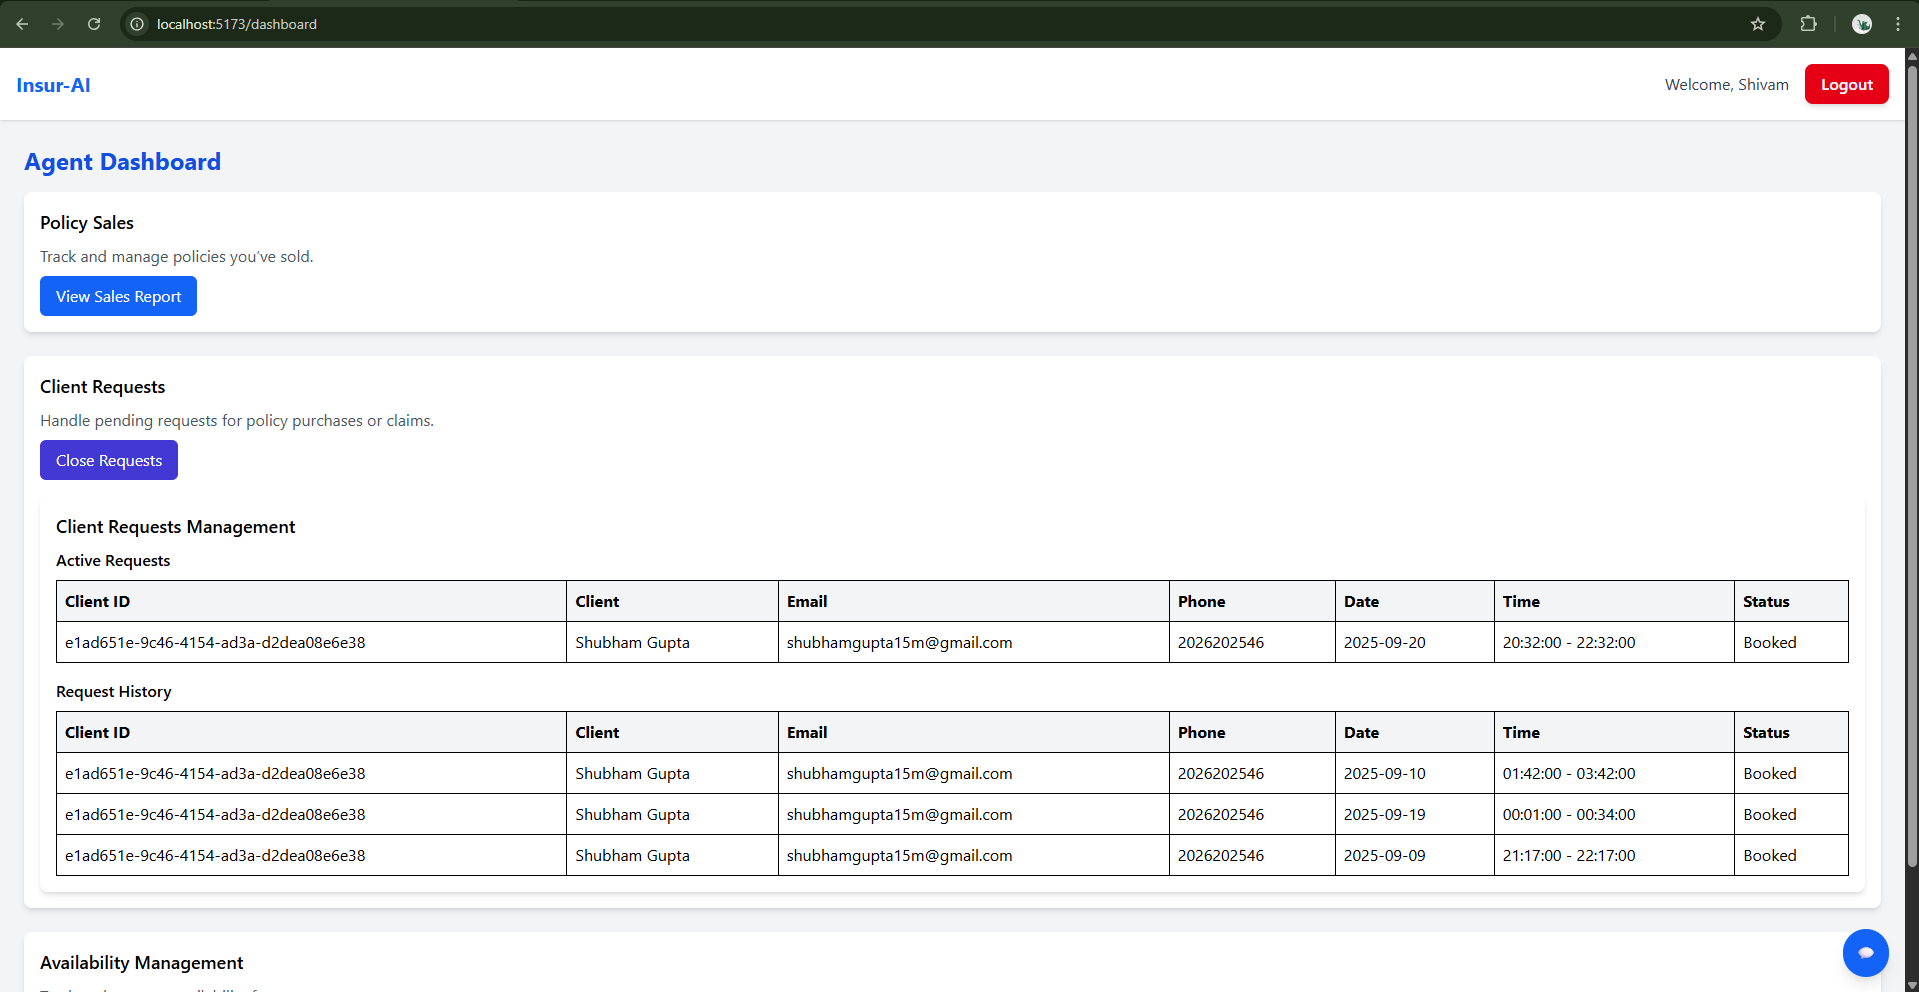 localhost:5173/dashboard
Insur-AI
Welcome, Shivam
Logout
Agent Dashboard
Policy Sales
Track and manage policies you’ve sold.
View Sales Report
Client Requests
Handle pending requests for policy purchases or claims.
Close Requests
Client Requests Management
Active Requests
Client ID Client Email Phone Date Time Status
e1ad651e-9c46-4154-ad3a-d2dea08e6e38 Shubham Gupta shubhamgupta15m@gmail.com 2026202546 2025-09-20 20:32:00 - 22:32:00 Booked
Request History
Client ID Client Email Phone Date Time Status
e1ad651e-9c46-4154-ad3a-d2dea08e6e38 Shubham Gupta shubhamgupta15m@gmail.com 2026202546 2025-09-10 01:42:00 - 03:42:00 Booked
e1ad651e-9c46-4154-ad3a-d2dea08e6e38 Shubham Gupta shubhamgupta15m@gmail.com 2026202546 2025-09-19 00:01:00 - 00:34:00 Booked
e1ad651e-9c46-4154-ad3a-d2dea08e6e38 Shubham Gupta shubhamgupta15m@gmail.com 2026202546 2025-09-09 21:17:00 - 22:17:00 Booked
Availability Management